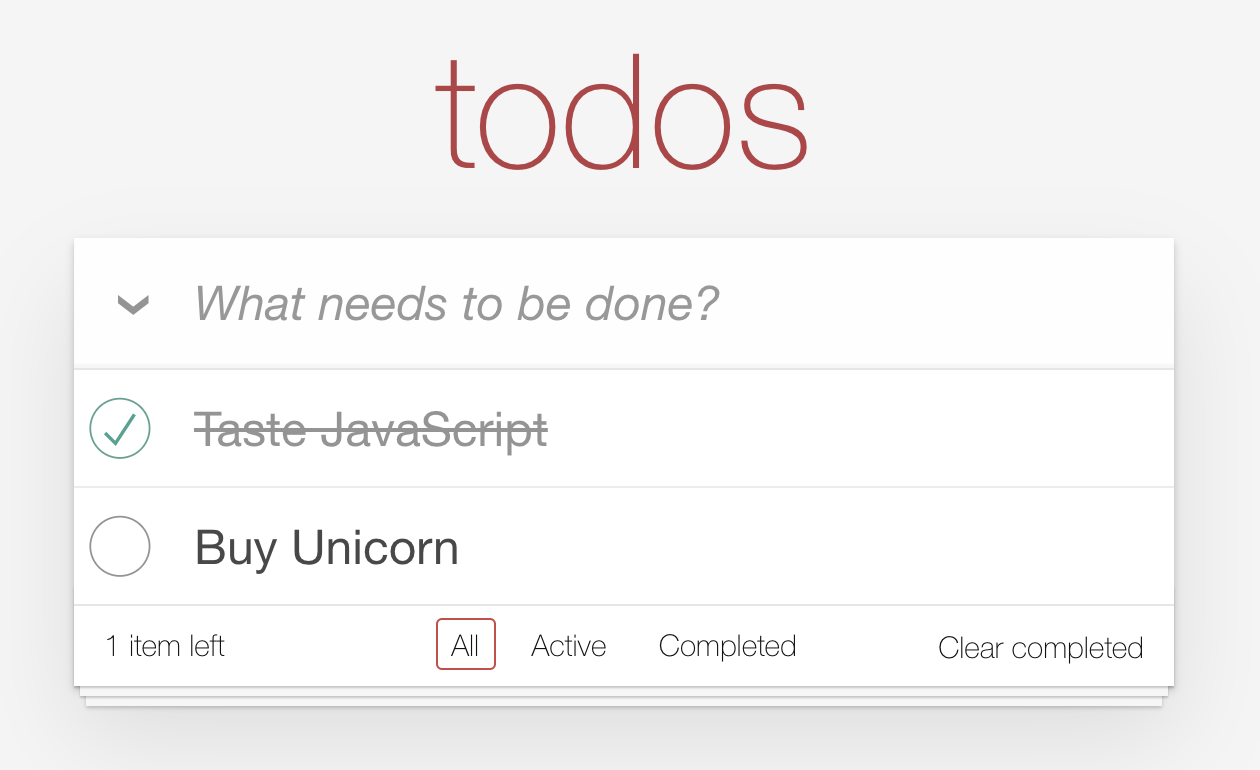 todos
What needs to be done?
Taste JavaScript
Buy Unicorn
1 item left All Active Completed Clear completed